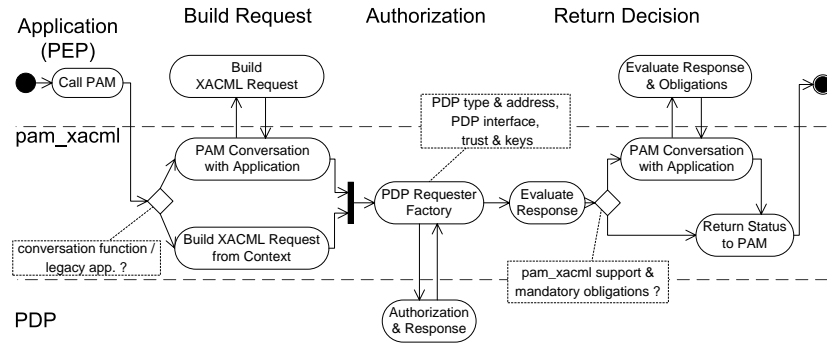 Build Request
Authorization
Return Decision
Application
(PEP)
Call PAM
Build
XACML Request
Evaluate Response
& Obligations
PDP type & address,
PDP interface,
trust & keys
pam_xacml
PAM Conversation
with Application
PAM Conversation
with Application
PDP Requester
Factory
Evaluate
Response
Build XACML Request
from Context
Return Status
to PAM
conversation function /
legacy app. ?
pam_xacml support &
mandatory obligations ?
Authorization
& Response
PDP